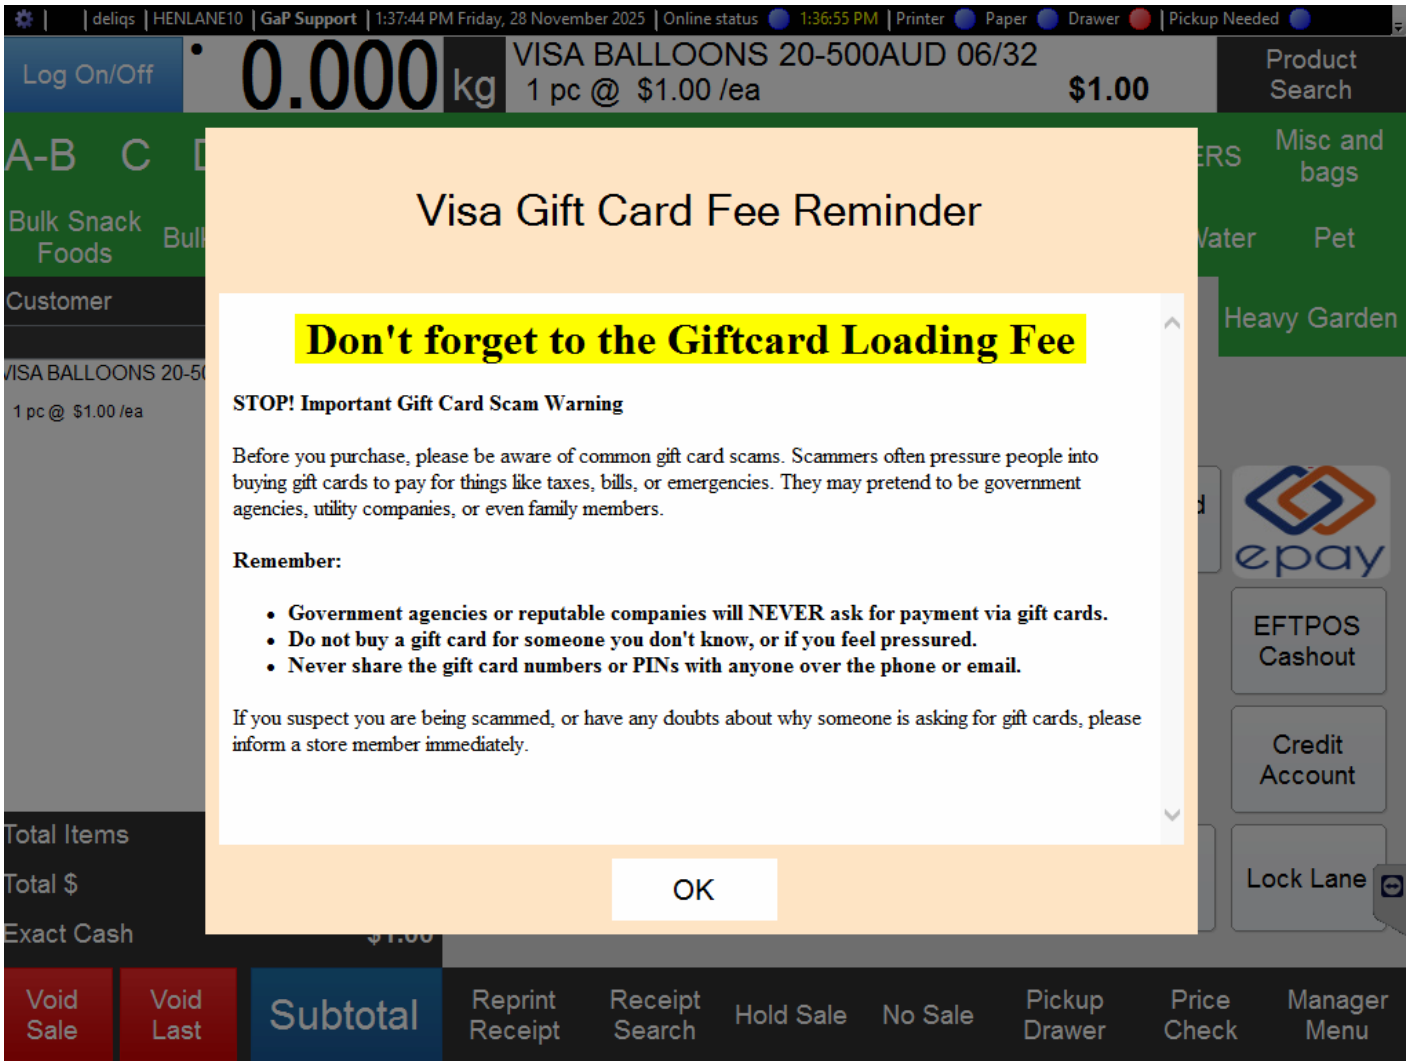 | deliqs | HENLANE10 | GaP Support | 1:37:44 PM Friday, 28 November 2025 | Online status 1:36:55 PM | Printer Paper Drawer | Pickup Needed
Log On/Off
0.000 kg
VISA BALLOONS 20-500AUD 06/32
1 pc @ $1.00 /ea $1.00
Product
Search
A-B C
ERS
Misc and
bags
Bulk Snack
Foods
Water
Pet
Customer
Heavy Garden
VISA BALLOONS 20-50
1 pc @ $1.00 /ea
Visa Gift Card Fee Reminder
Don't forget to the Giftcard Loading Fee
STOP! Important Gift Card Scam Warning
Before you purchase, please be aware of common gift card scams. Scammers often pressure people into
buying gift cards to pay for things like taxes, bills, or emergencies. They may pretend to be government
agencies, utility companies, or even family members.
Remember:
• Government agencies or reputable companies will NEVER ask for payment via gift cards.
• Do not buy a gift card for someone you don't know, or if you feel pressured.
• Never share the gift card numbers or PINs with anyone over the phone or email.
If you suspect you are being scammed, or have any doubts about why someone is asking for gift cards, please
inform a store member immediately.
OK
epay
EFTPOS
Cashout
Credit
Account
Lock Lane
Total Items
Total $
Exact Cash $1.00
Void
Sale
Void
Last
Subtotal
Reprint
Receipt
Receipt
Search
Hold Sale
No Sale
Pickup
Drawer
Price
Check
Manager
Menu